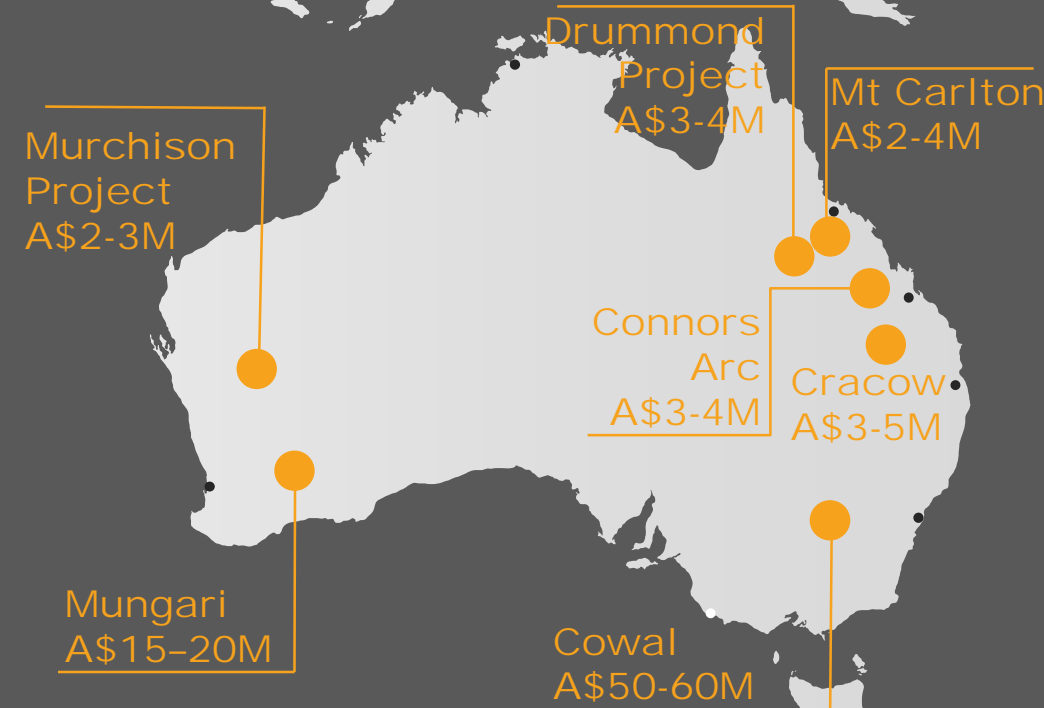 Drummond
Project
A$3-4M
Mt Carlton
A$2-4M
Murchison
Project
A$2-3M
Connors
Arc
A$3-4M
Cracow
A$3-5M
Mungari
A$15–20M
Cowal
A$50-60M